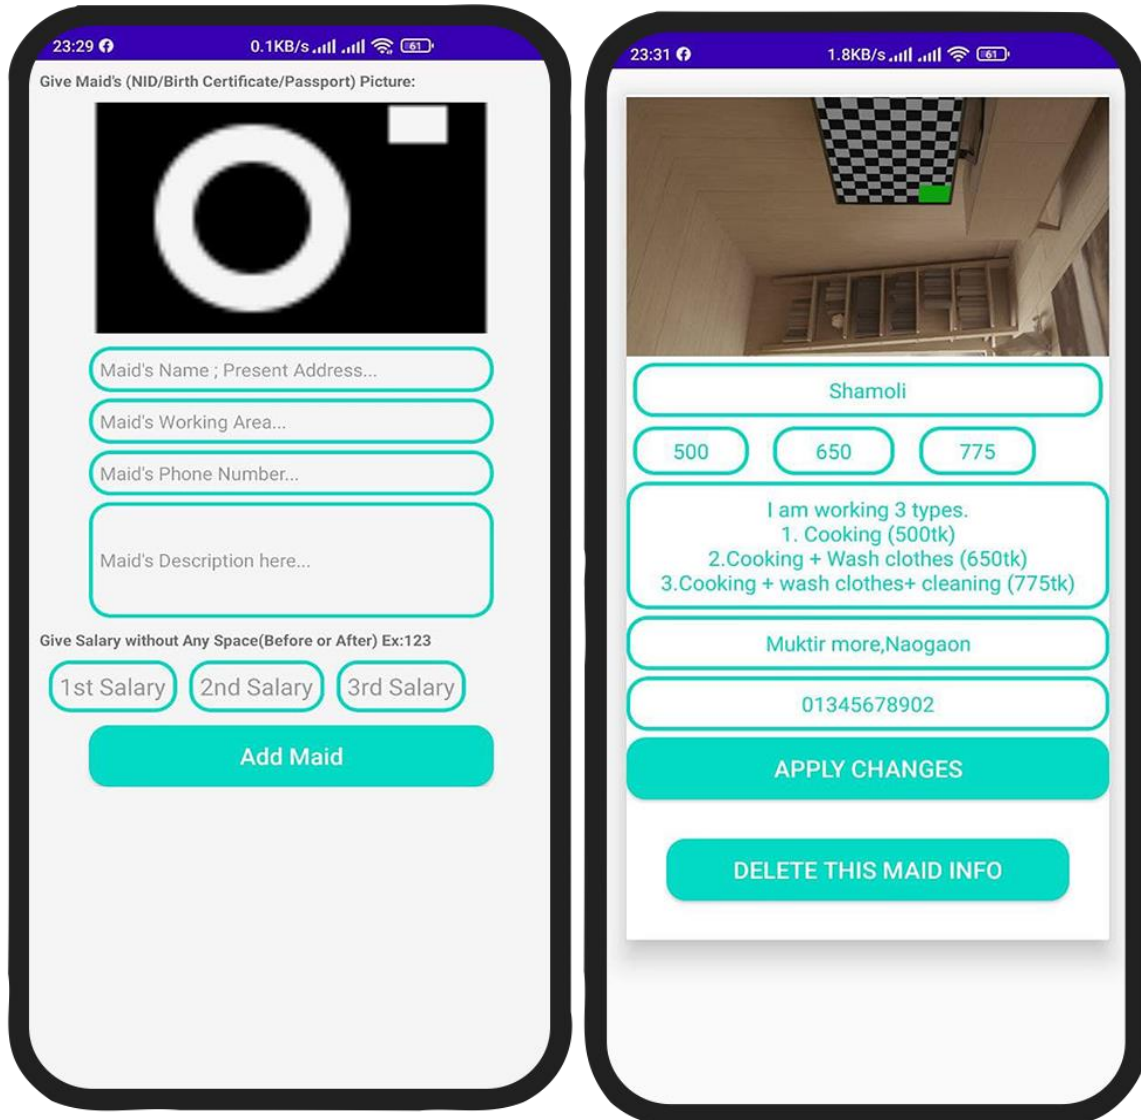 23:29
0.1KB/s
61
Give Maid's (NID/Birth Certificate/Passport) Picture:
Maid's Name ; Present Address...
Maid's Working Area...
Maid's Phone Number...
Maid's Description here...
Give Salary without Any Space(Before or After) Ex:123
1st Salary
2nd Salary
3rd Salary
Add Maid
23:31
1.8KB/s
61
Shamoli
500
650
775
I am working 3 types.
1. Cooking (500tk)
2.Cooking + Wash clothes (650tk)
3.Cooking + wash clothes+ cleaning (775tk)
Muktir more,Naogaon
01345678902
APPLY CHANGES
DELETE THIS MAID INFO